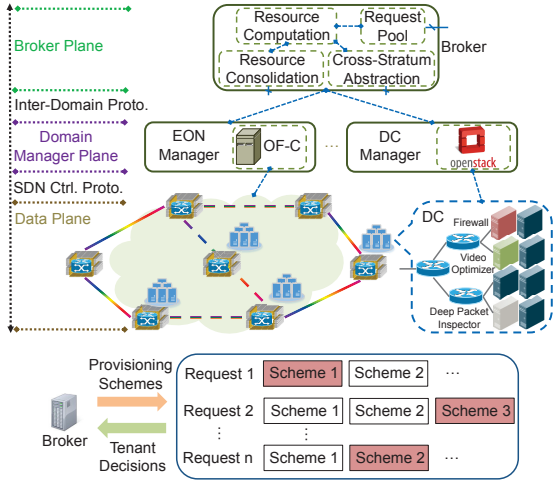 Broker Plane
Resource
Computation
Request
Pool
Broker
Resource
Consolidation
Cross-Stratum
Abstraction
Inter-Domain Proto.
Domain
Manager Plane
EON
Manager
OF-C
...
DC
Manager
openstack
SDN Ctrl. Proto.
Data Plane
DC
Firewall
Video
Optimizer
Deep Packet
Inspector
Provisioning
Schemes
Broker
Tenant
Decisions
Request 1 Scheme 1 Scheme 2 ...
Request 2 Scheme 1 Scheme 2 Scheme 3
⋮ ⋮
Request n Scheme 1 Scheme 2 ...